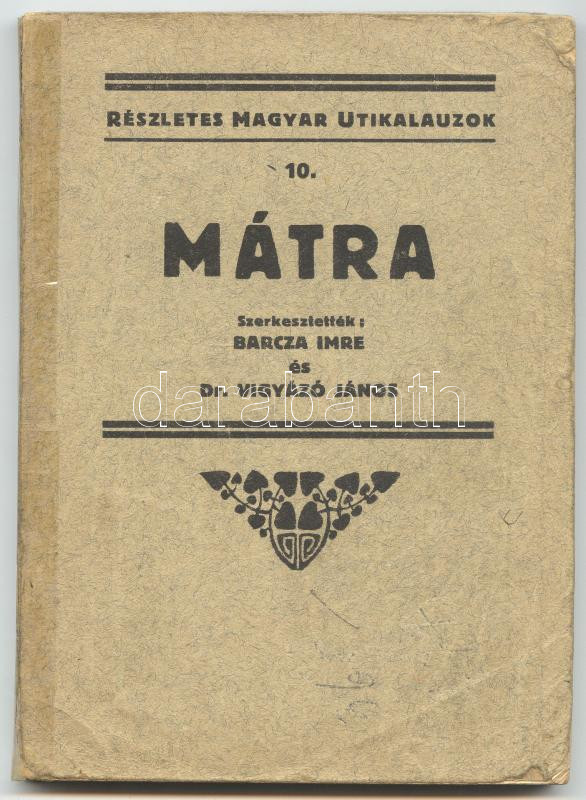 RÉSZLETES MAGYAR UTIKALAUZOK
10.
MÁTRA
Szerkesztették:
BARCZA IMRE
és
Dr. VIGYÁZÓ JÁNOS
darabanth